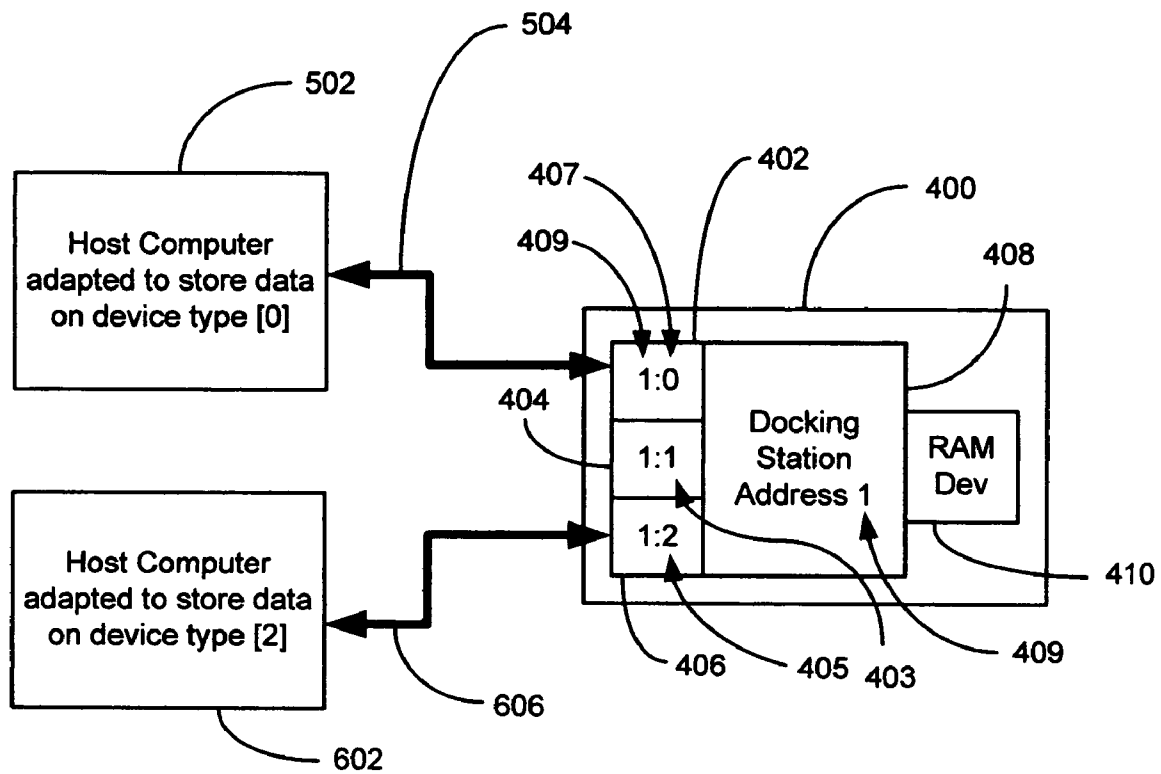 504
502
402
407
400
409
408
Host Computer
adapted to store data
on device type [0]
1:0
404
Docking
Station
Address 1
RAM
Dev
1:1
1:2
Host Computer
adapted to store data
on device type [2]
410
406
405
403
409
606
602